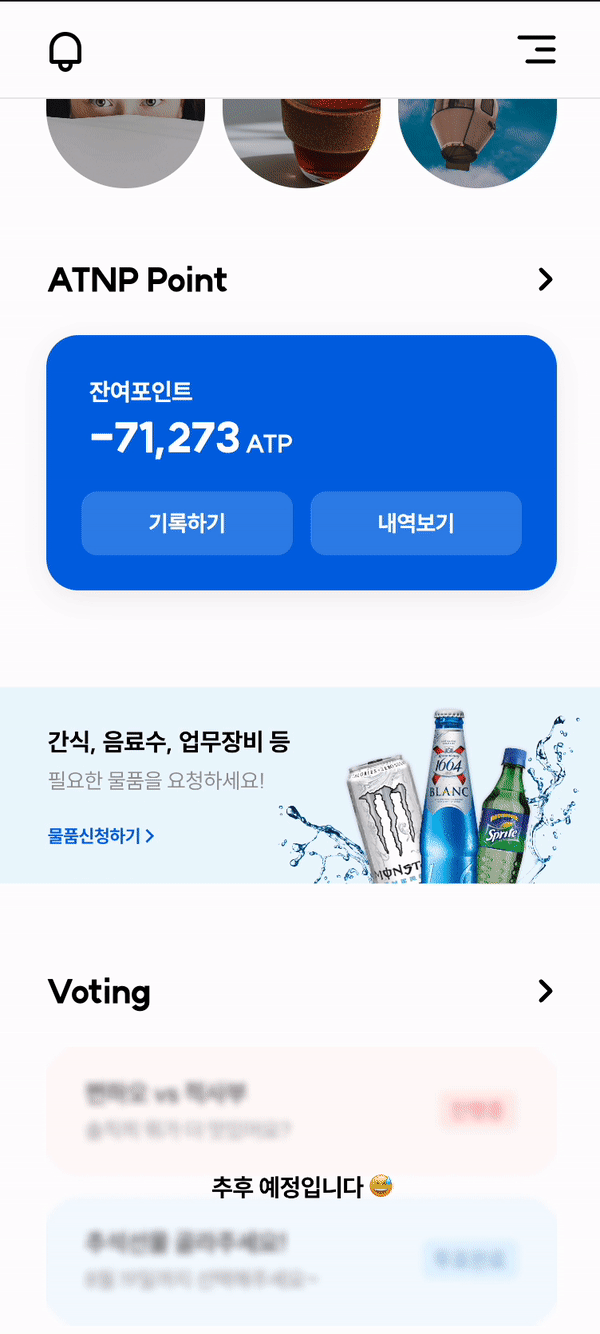 ATNP Point
잔여포인트
-71,273 ATP
기록하기
내역보기
간식, 음료수, 업무장비 등
필요한 물품을 요청하세요!
물품신청하기
1664
BLANC
MONST
Sprite
Voting
추후 예정입니다 😅